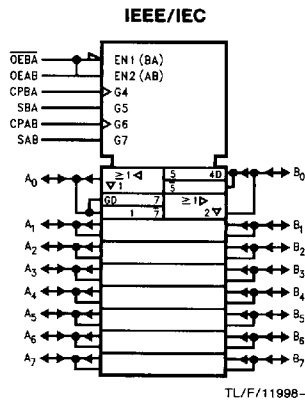 IEEE/IEC
OEBA EN1 (BA)
OEAB EN2 (AB)
CPBA G4
SBA G5
CPAB G6
SAB G7
A0 ≥1 ▽1 5 4D B0
5
GD 7 ≥1 2▽
1 7
A1 B1
A2 B2
A3 B3
A4 B4
A5 B5
A6 B6
A7 B7
TL/F/11998-